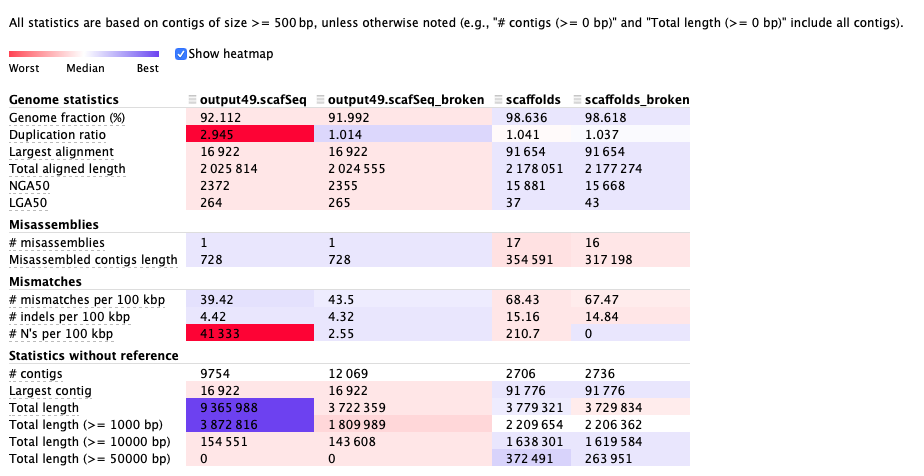 All statistics are based on contigs of size >= 500 bp, unless otherwise noted (e.g., "# contigs (>= 0 bp)" and "Total length (>= 0 bp)" include all contigs).
Worst Median Best Show heatmap
Genome statistics output49.scafSeq output49.scafSeq_broken scaffolds scaffolds_broken
Genome fraction (%) 92.112 91.992 98.636 98.618
Duplication ratio 2.945 1.014 1.041 1.037
Largest alignment 16 922 16 922 91 654 91 654
Total aligned length 2 025 814 2 024 555 2 178 051 2 177 274
NGA50 2372 2355 15 881 15 668
LGA50 264 265 37 43
Misassemblies
# misassemblies 1 1 17 16
Misassembled contigs length 728 728 354 591 317 198
Mismatches
# mismatches per 100 kbp 39.42 43.5 68.43 67.47
# indels per 100 kbp 4.42 4.32 15.16 14.84
# N's per 100 kbp 41 333 2.55 210.7 0
Statistics without reference
# contigs 9754 12 069 2706 2736
Largest contig 16 922 16 922 91 776 91 776
Total length 9 365 988 3 722 359 3 779 321 3 729 834
Total length (>= 1000 bp) 3 872 816 1 809 989 2 209 654 2 206 362
Total length (>= 10000 bp) 154 551 143 608 1 638 301 1 619 584
Total length (>= 50000 bp) 0 0 372 491 263 951